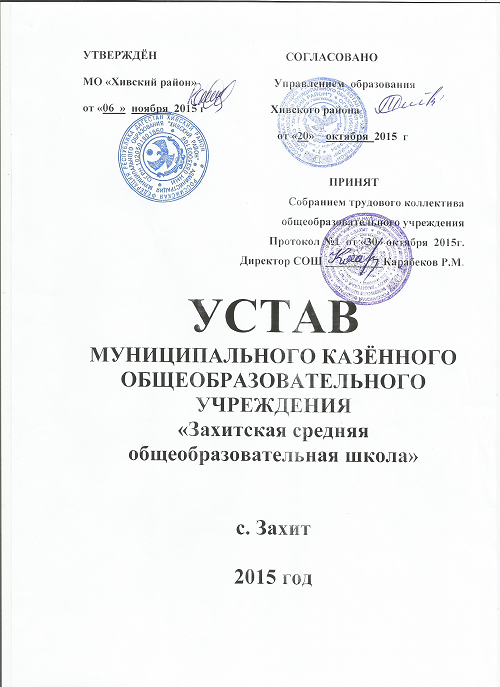 УТВЕРЖДЁН
МО «Хивский район»
от «06 » ноября 2015 г
СОГЛАСОВАНО
Управлением образования
Хивского района
от «20» октября 2015 г
ПРИНЯТ
Собранием трудового коллектива
общеобразовательного учреждения
Протокол №1 от «30» октября 2015г.
Директор СОШ Карабеков Р.М.
УСТАВ
МУНИЦИПАЛЬНОГО КАЗЁННОГО
ОБЩЕОБРАЗОВАТЕЛЬНОГО
УЧРЕЖДЕНИЯ
«Захитская средняя
общеобразовательная школа»
с. Захит
2015 год